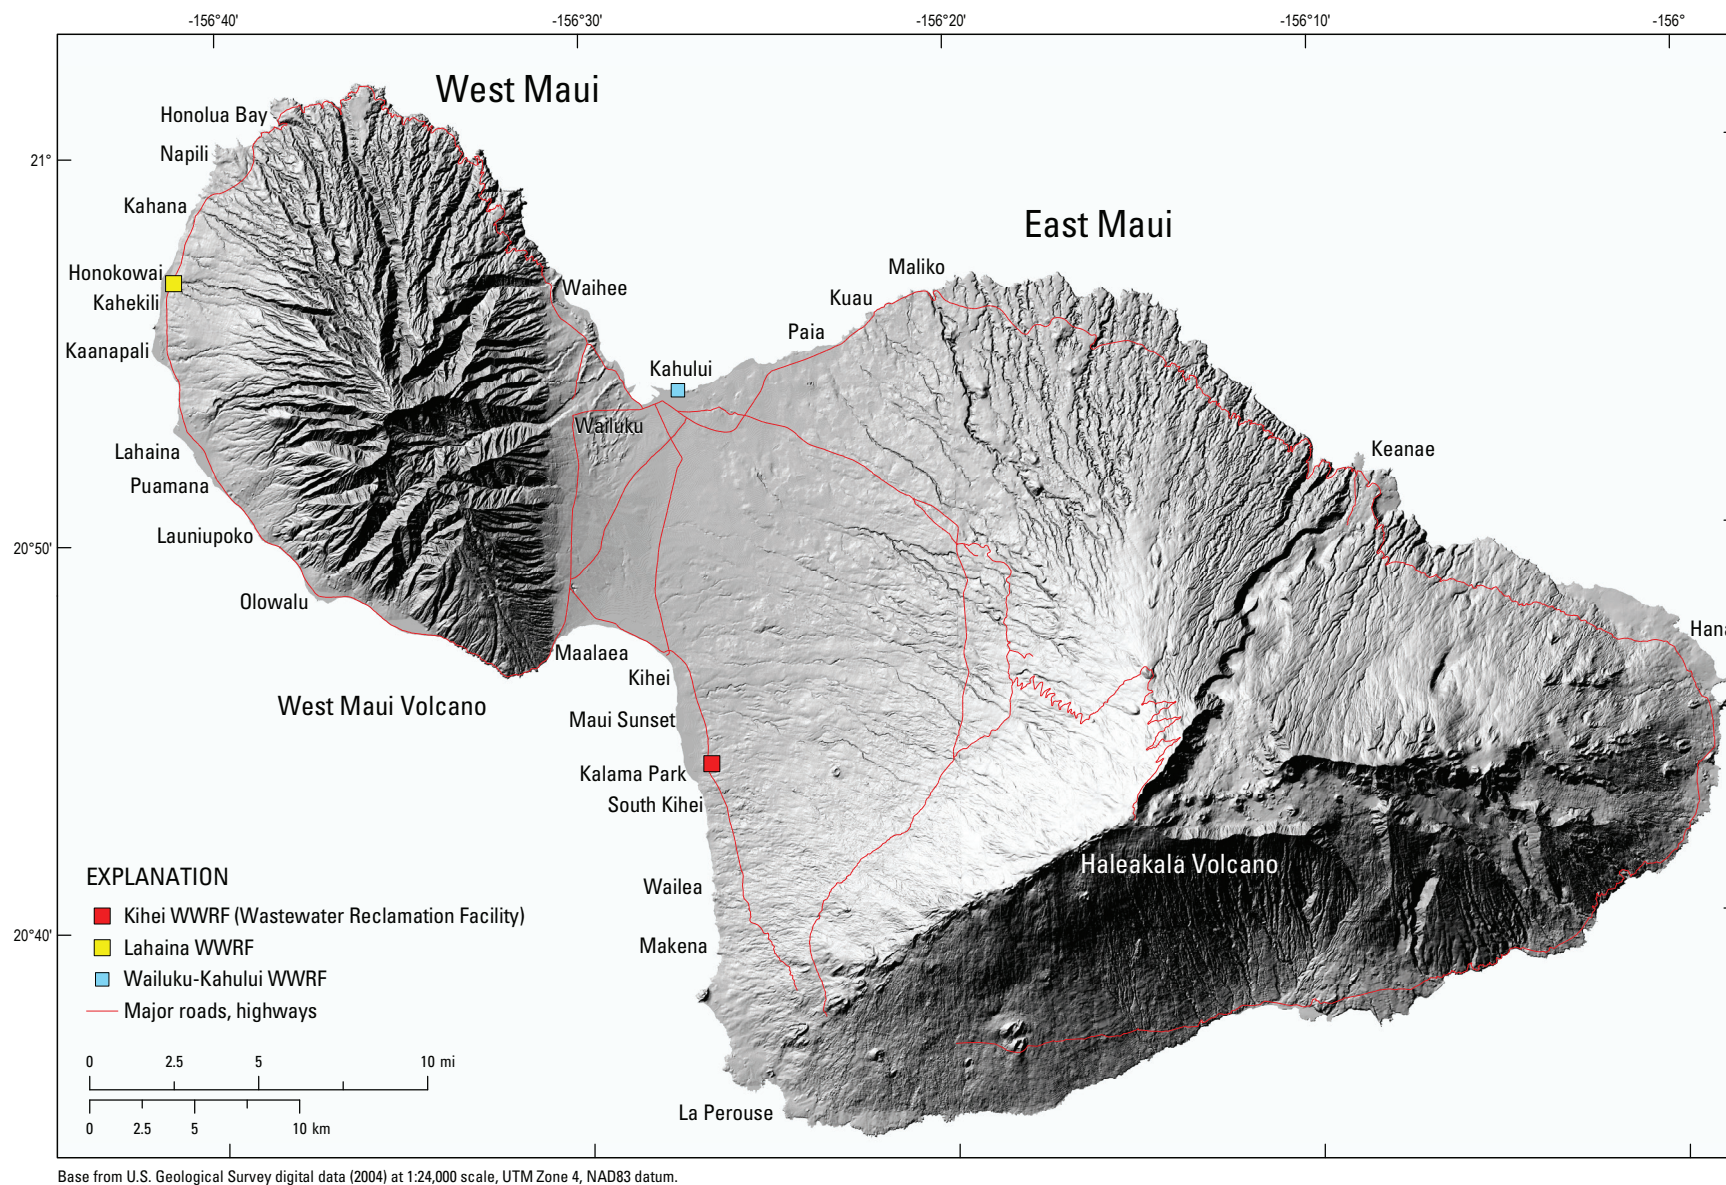 -156°40'
-156°30'
-156°20'
-156°10'
-156°
West Maui
Honolua Bay
21°
Napili
Kahana
East Maui
Maliko
Honokowai
Waihee
Kuau
Kahekili
Paia
Kaanapali
Kahului
Wailuku
Keanae
Lahaina
Puamana
Launiupoko
20°50'
Olowalu
Hana
Maalaea
Kihei
West Maui Volcano
Maui Sunset
Kalama Park
South Kihei
Haleakala Volcano
EXPLANATION
Wailea
Kihei WWRF (Wastewater Reclamation Facility)
20°40'
Lahaina WWRF
Makena
Wailuku-Kahului WWRF
Major roads, highways
0 2.5 5 10 mi
La Perouse
0 2.5 5 10 km
Base from U.S. Geological Survey digital data (2004) at 1:24,000 scale, UTM Zone 4, NAD83 datum.